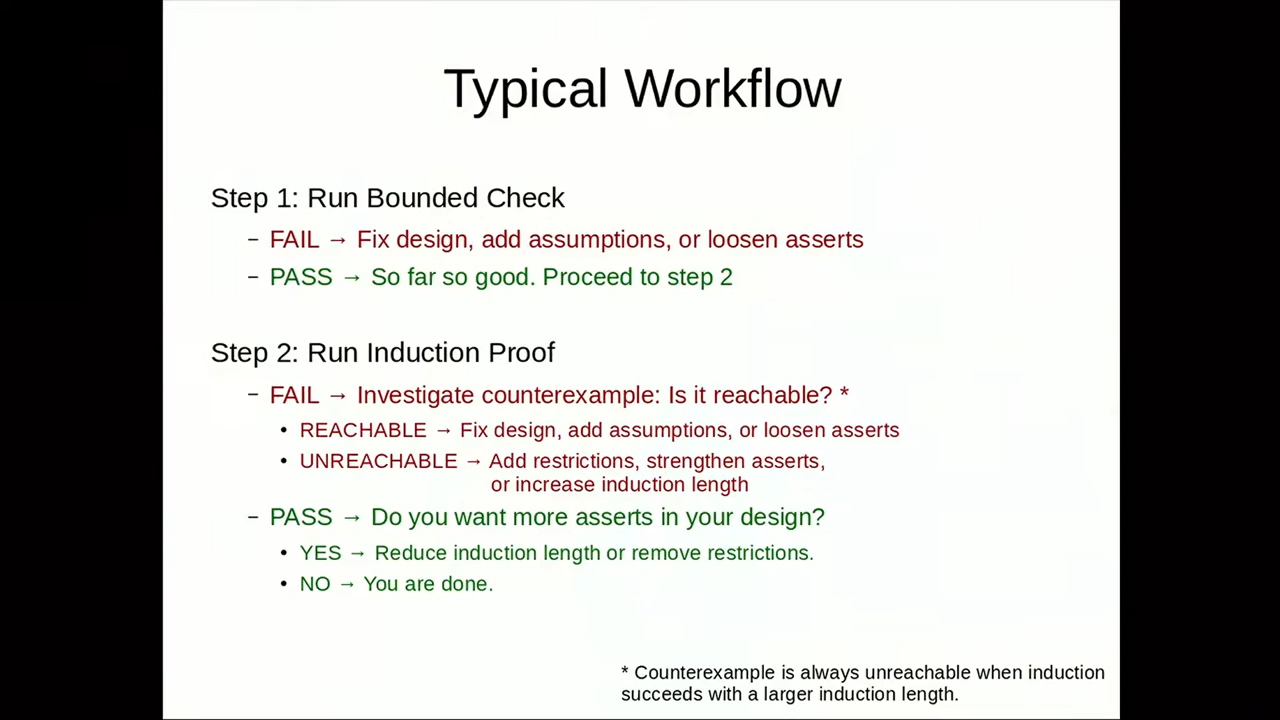 Typical Workflow
Step 1: Run Bounded Check
– FAIL → Fix design, add assumptions, or loosen asserts
– PASS → So far so good. Proceed to step 2
Step 2: Run Induction Proof
– FAIL → Investigate counterexample: Is it reachable? *
• REACHABLE → Fix design, add assumptions, or loosen asserts
• UNREACHABLE → Add restrictions, strengthen asserts,
or increase induction length
– PASS → Do you want more asserts in your design?
• YES → Reduce induction length or remove restrictions.
• NO → You are done.
* Counterexample is always unreachable when induction
succeeds with a larger induction length.